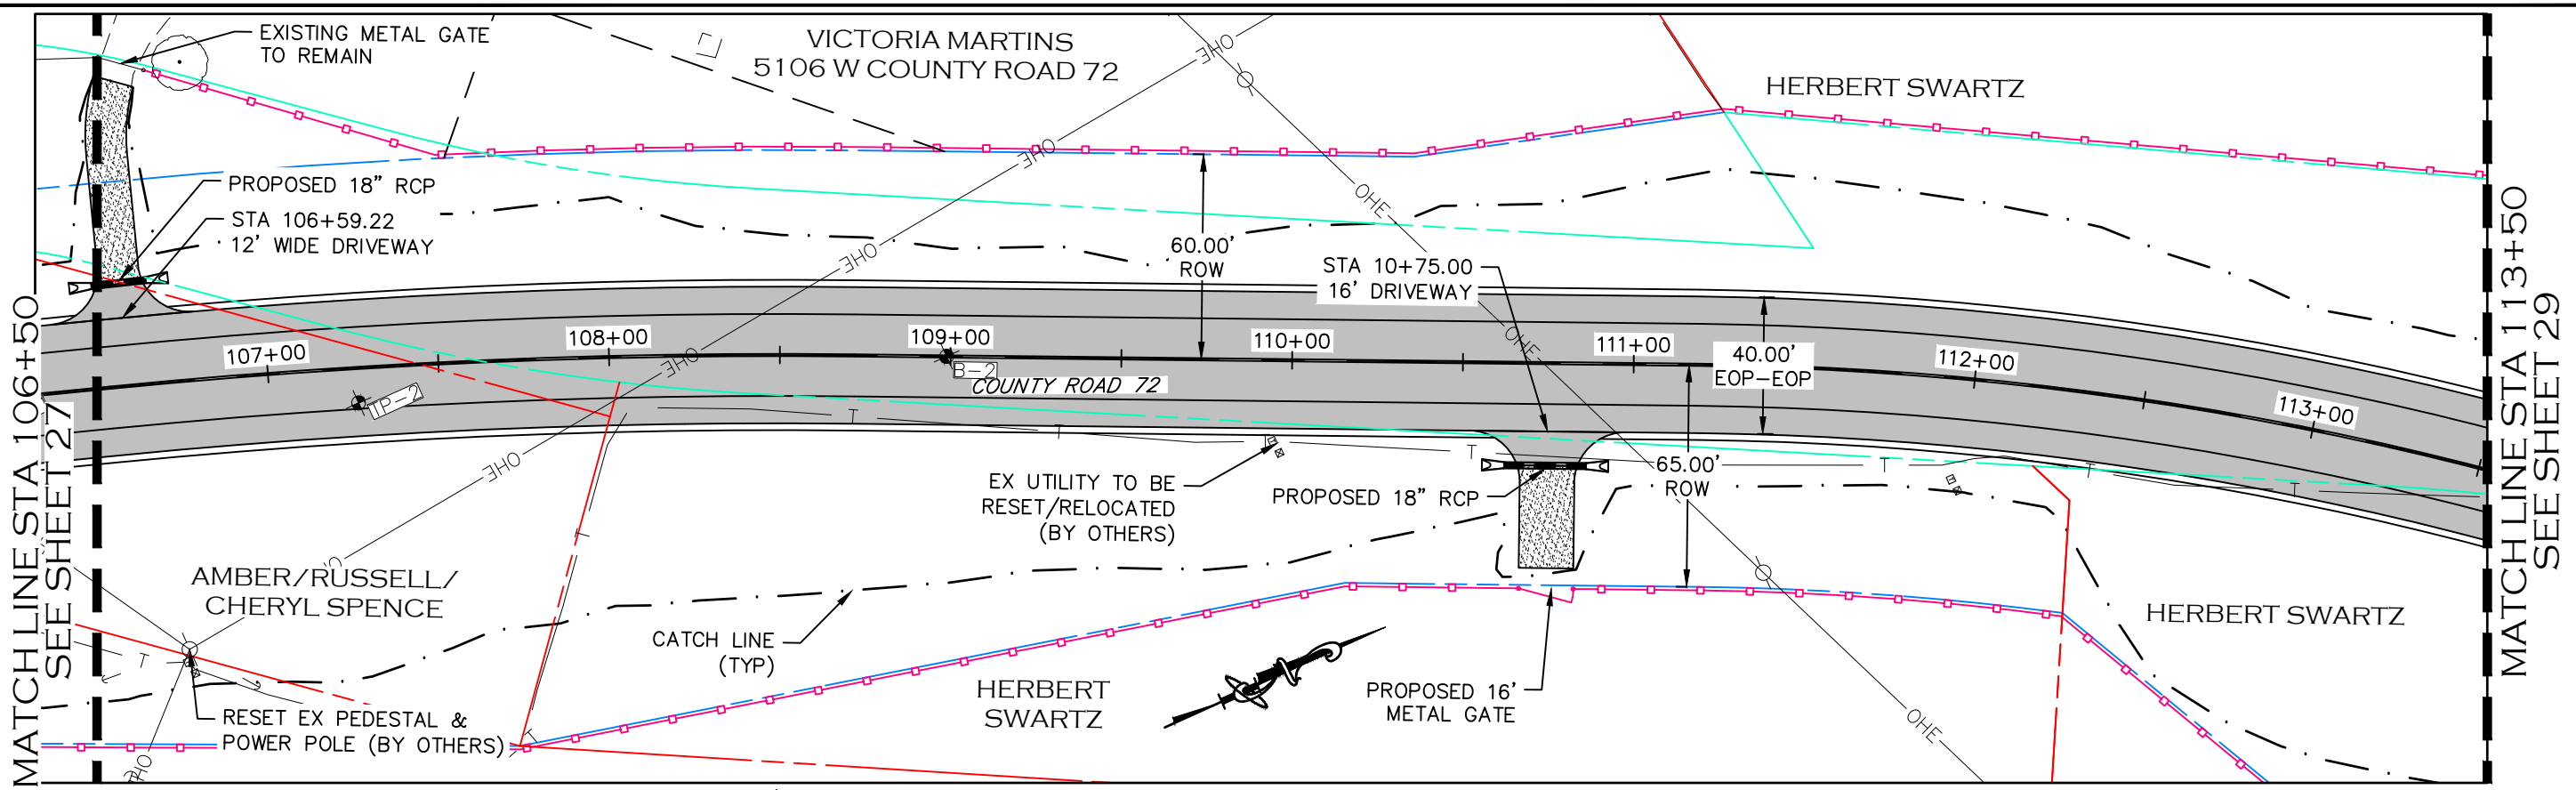 MATCH LINE STA 106+50
SEE SHEET 27
EXISTING METAL GATE
TO REMAIN
VICTORIA MARTINS
5106 W COUNTY ROAD 72
HERBERT SWARTZ
OHE
OHE
OHE
OHE
OHE
OHE
OHE
OHE
OHE
PROPOSED 18" RCP
STA 106+59.22
12' WIDE DRIVEWAY
60.00'
ROW
STA 10+75.00
16' DRIVEWAY
107+00
108+00
109+00
110+00
111+00
112+00
113+00
40.00'
EOP-EOP
B-2
COUNTY ROAD 72
T
T
T
T
T
T
T
T
T
T
EX UTILITY TO BE
RESET/RELOCATED
(BY OTHERS)
PROPOSED 18" RCP
65.00'
ROW
AMBER/RUSSELL/
CHERYL SPENCE
CATCH LINE
(TYP)
HERBERT
SWARTZ
PROPOSED 16'
METAL GATE
HERBERT SWARTZ
RESET EX PEDESTAL &
POWER POLE (BY OTHERS)
MATCH LINE STA 113+50
SEE SHEET 29